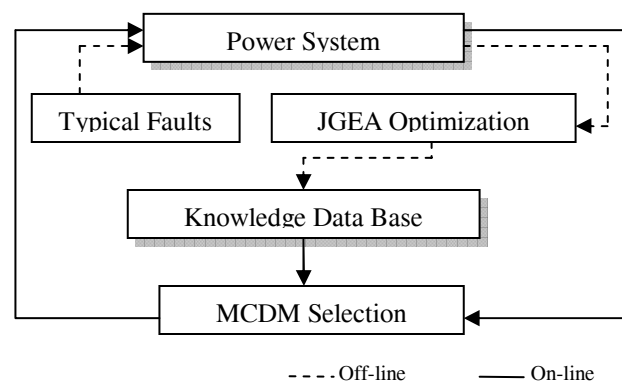 Power System
Typical Faults
JGEA Optimization
Knowledge Data Base
MCDM Selection
Off-line
On-line